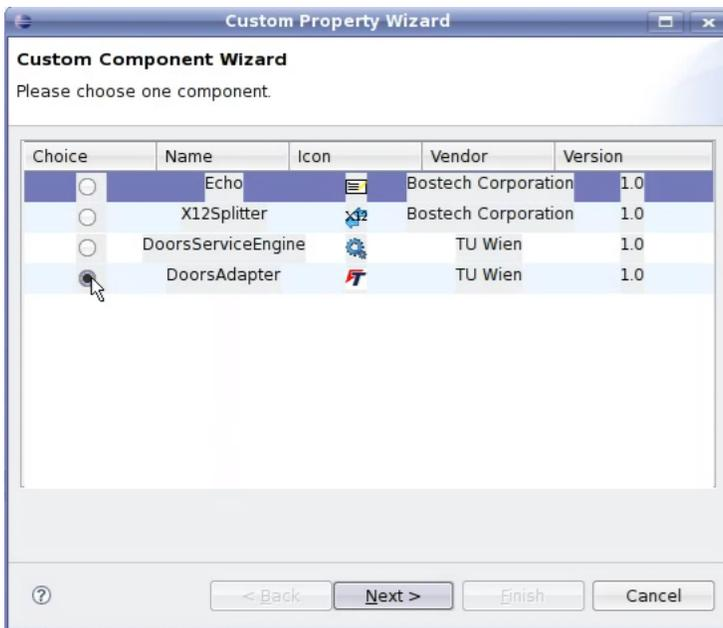 Custom Property Wizard
Custom Component Wizard
Please choose one component.
Choice Name Icon Vendor Version
Echo Bostech Corporation 1.0
X12Splitter X12 Bostech Corporation 1.0
DoorsServiceEngine TU Wien 1.0
DoorsAdapter FT TU Wien 1.0
? < Back Next > Finish Cancel